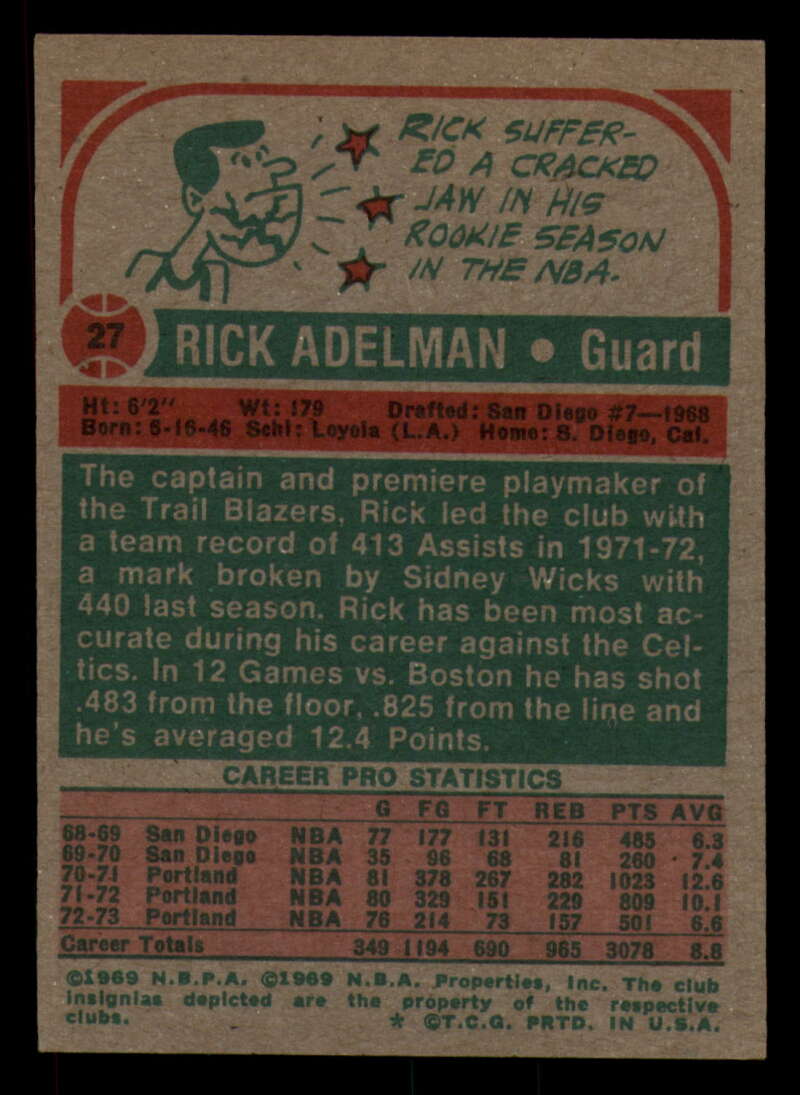 RICK SUFFER-
ED A CRACKED
JAW IN HIS
ROOKIE SEASON
IN THE NBA.
27
RICK ADELMAN • Guard
Ht: 6'2" Wt: 179 Drafted: San Diego #7—1968
Born: 6-16-46 Schl: Loyola (L.A.) Home: S. Diego, Cal.
The captain and premiere playmaker of
the Trail Blazers, Rick led the club with
a team record of 413 Assists in 1971-72,
a mark broken by Sidney Wicks with
440 last season. Rick has been most ac-
curate during his career against the Cel-
tics. In 12 Games vs. Boston he has shot
.483 from the floor, .825 from the line and
he's averaged 12.4 Points.
CAREER PRO STATISTICS
G FG FT REB PTS AVG
68-69 San Diego NBA 77 177 131 216 485 6.3
69-70 San Diego NBA 35 96 68 81 260 7.4
70-71 Portland NBA 81 378 267 282 1023 12.6
71-72 Portland NBA 80 329 151 229 809 10.1
72-73 Portland NBA 76 214 73 157 501 6.6
Career Totals 349 1194 690 965 3078 8.8
©1969 N.B.P.A. ©1969 N.B.A. Properties, Inc. The club
insignias depicted are the property of the respective
clubs. * ©T.C.G. PRTD. IN U.S.A.